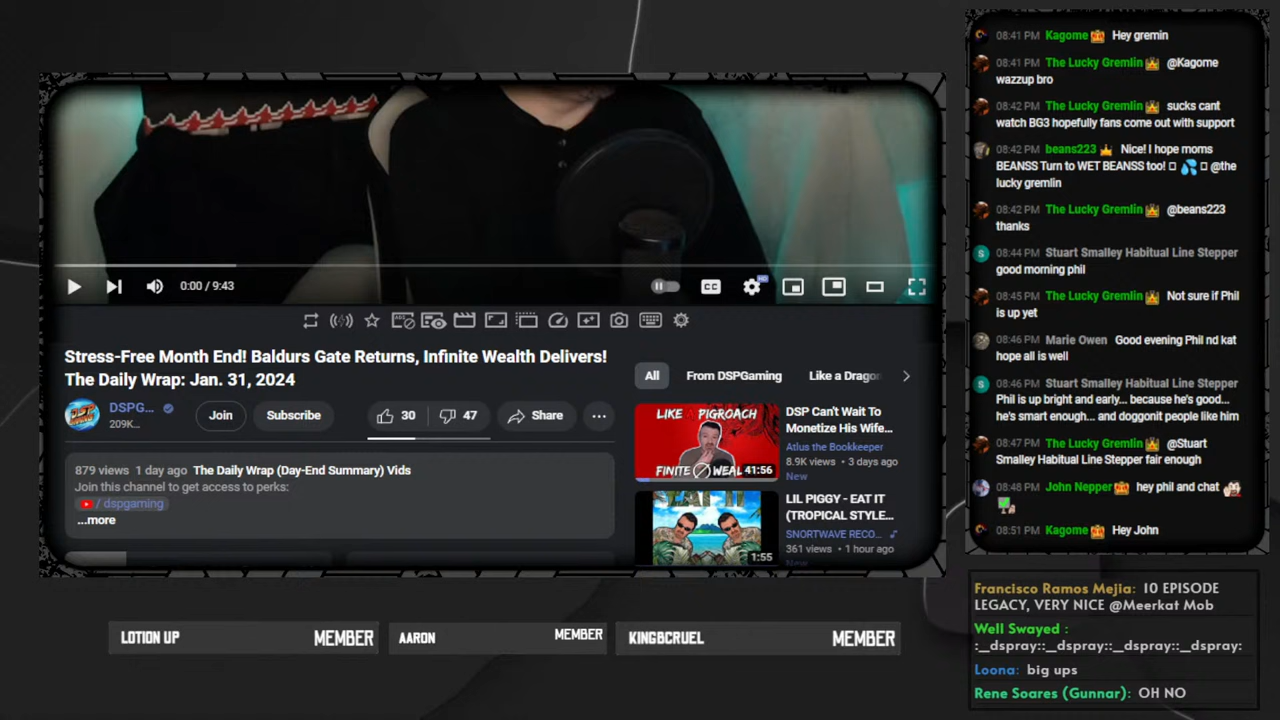 0:00 / 9:43
CC
HD
Stress-Free Month End! Baldurs Gate Returns, Infinite Wealth Delivers!
The Daily Wrap: Jan. 31, 2024
DSPG...
209K...
Join
Subscribe
30
47
Share
879 views 1 day ago The Daily Wrap (Day-End Summary) Vids
Join this channel to get access to perks:
/ dspgaming
...more
All
From DSPGaming
Like a Dragon
LIKE PIGROACH
FINITE WEAL
41:56
DSP Can't Wait To
Monetize His Wife...
Atlus the Bookkeeper
8.9K views • 3 days ago
New
EAT IT
1:55
LIL PIGGY - EAT IT
(TROPICAL STYLE...
SNORTWAVE RECO...
361 views • 1 hour ago
New
LOTION UP MEMBER
AARON MEMBER
KINGBCRUEL MEMBER
08:41 PM Kagome Hey gremin
08:41 PM The Lucky Gremlin @Kagome
wazzup bro
08:42 PM The Lucky Gremlin sucks cant
watch BG3 hopefully fans come out with support
08:42 PM beans223 Nice! I hope moms
BEANSS Turn to WET BEANSS too! @the
lucky gremlin
08:42 PM The Lucky Gremlin @beans223
thanks
S 08:44 PM Stuart Smalley Habitual Line Stepper
good morning phil
08:45 PM The Lucky Gremlin Not sure if Phil
is up yet
08:46 PM Marie Owen Good evening Phil nd kat
hope all is well
S 08:46 PM Stuart Smalley Habitual Line Stepper
Phil is up bright and early... because he's good...
he's smart enough... and doggonit people like him
08:47 PM The Lucky Gremlin @Stuart
Smalley Habitual Line Stepper fair enough
08:48 PM John Nepper hey phil and chat
08:51 PM Kagome Hey John
Francisco Ramos Mejia: 10 EPISODE
LEGACY, VERY NICE @Meerkat Mob
Well Swayed :
:__dspray::__dspray::__dspray::__dspray:
Loona: big ups
Rene Soares (Gunnar): OH NO